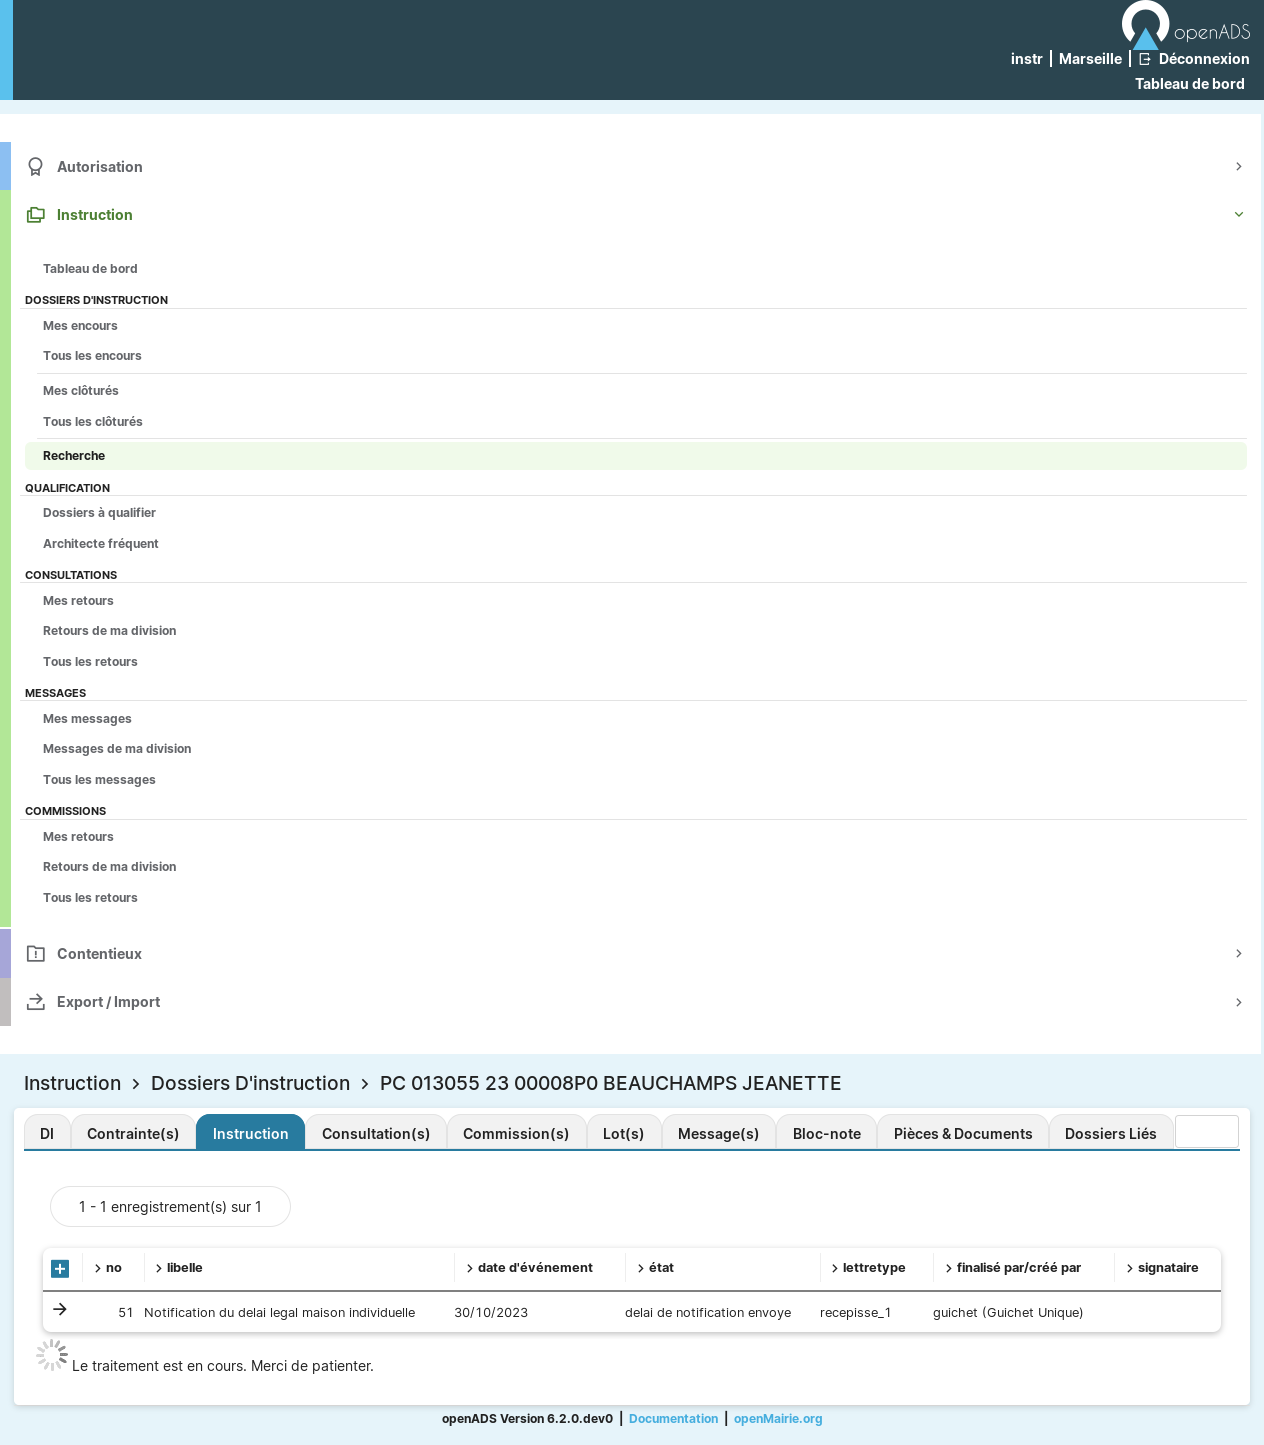 openADS
instr | Marseille | Déconnexion
Tableau de bord
Autorisation
Instruction
Tableau de bord
DOSSIERS D'INSTRUCTION
Mes encours
Tous les encours
Mes clôturés
Tous les clôturés
Recherche
QUALIFICATION
Dossiers à qualifier
Architecte fréquent
CONSULTATIONS
Mes retours
Retours de ma division
Tous les retours
MESSAGES
Mes messages
Messages de ma division
Tous les messages
COMMISSIONS
Mes retours
Retours de ma division
Tous les retours
Contentieux
Export / Import
Instruction > Dossiers D'instruction > PC 013055 23 00008P0 BEAUCHAMPS JEANETTE
DI Contrainte(s) Instruction Consultation(s) Commission(s) Lot(s) Message(s) Bloc-note Pièces & Documents Dossiers Liés
1 - 1 enregistrement(s) sur 1
no libelle date d'événement état lettretype finalisé par/créé par signataire
51 Notification du delai legal maison individuelle 30/10/2023 delai de notification envoye recepisse_1 guichet (Guichet Unique)
Le traitement est en cours. Merci de patienter.
openADS Version 6.2.0.dev0 | Documentation | openMairie.org